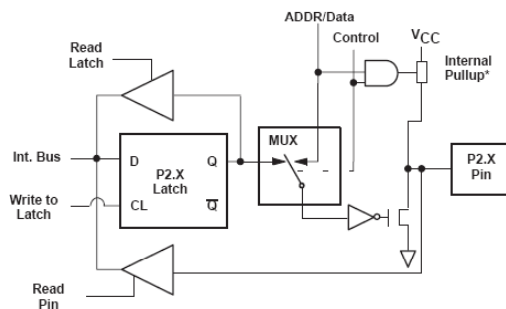 ADDR/Data
Control
VCC
Read
Latch
Internal
Pullup*
MUX
Int. Bus
D
Q
P2.X
Latch
P2.X
Pin
Write to
Latch
CL
Q̅
Read
Pin